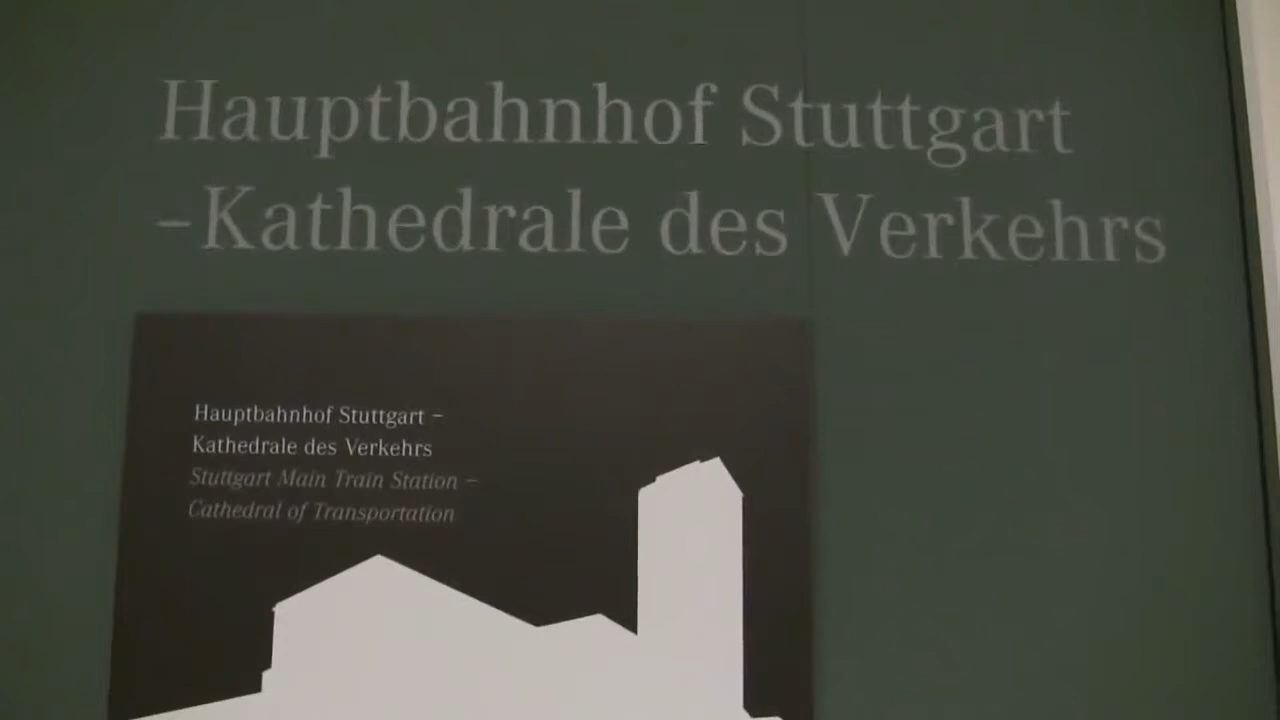 Hauptbahnhof Stuttgart
–Kathedrale des Verkehrs
Hauptbahnhof Stuttgart –
Kathedrale des Verkehrs
Stuttgart Main Train Station –
Cathedral of Transportation